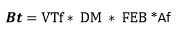 Bt = VTf * DM * FEB *Af